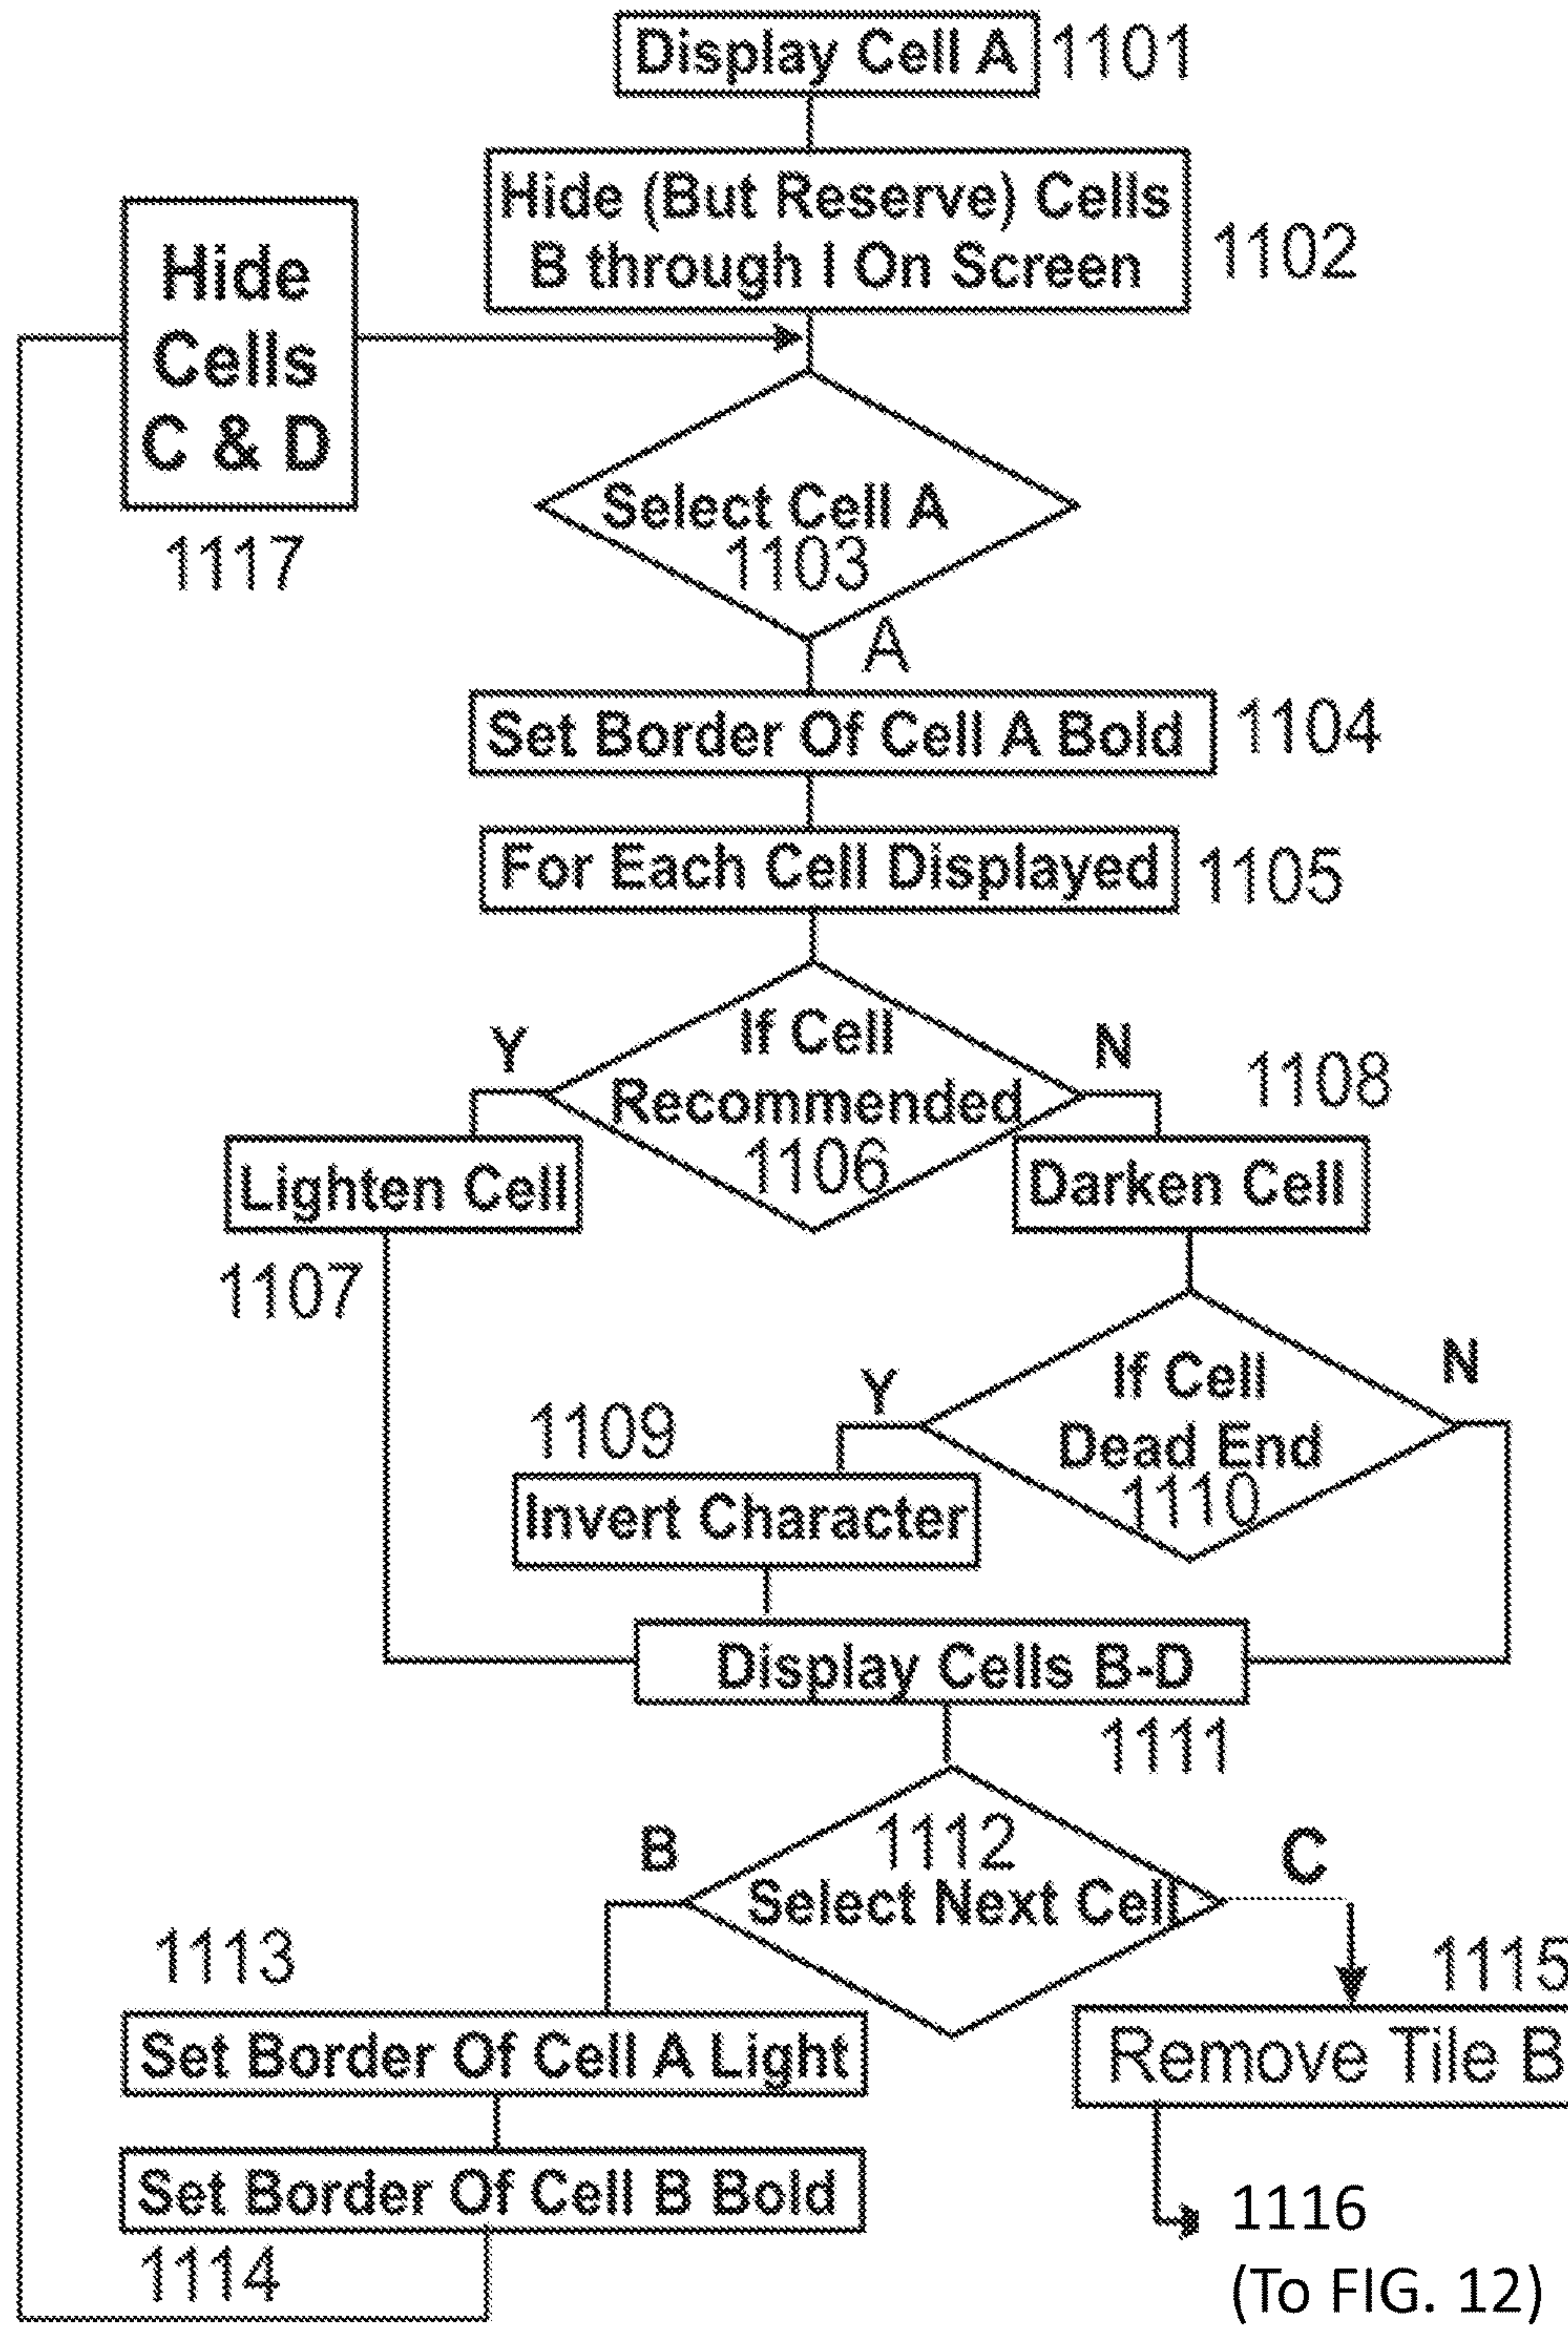 Display Cell A
1101
Hide (But Reserve) Cells
B through I On Screen
1102
Hide
Cells
C & D
1117
Select Cell A
1103
A
Set Border Of Cell A Bold
1104
For Each Cell Displayed
1105
If Cell
Recommended
1106
Y
N
1108
Lighten Cell
Darken Cell
1107
If Cell
Dead End
1110
Y
N
1109
Invert Character
Display Cells B-D
1111
1112
Select Next Cell
B
C
1113
1115
Set Border Of Cell A Light
Remove Tile B
Set Border Of Cell B Bold
1114
1116
(To FIG. 12)